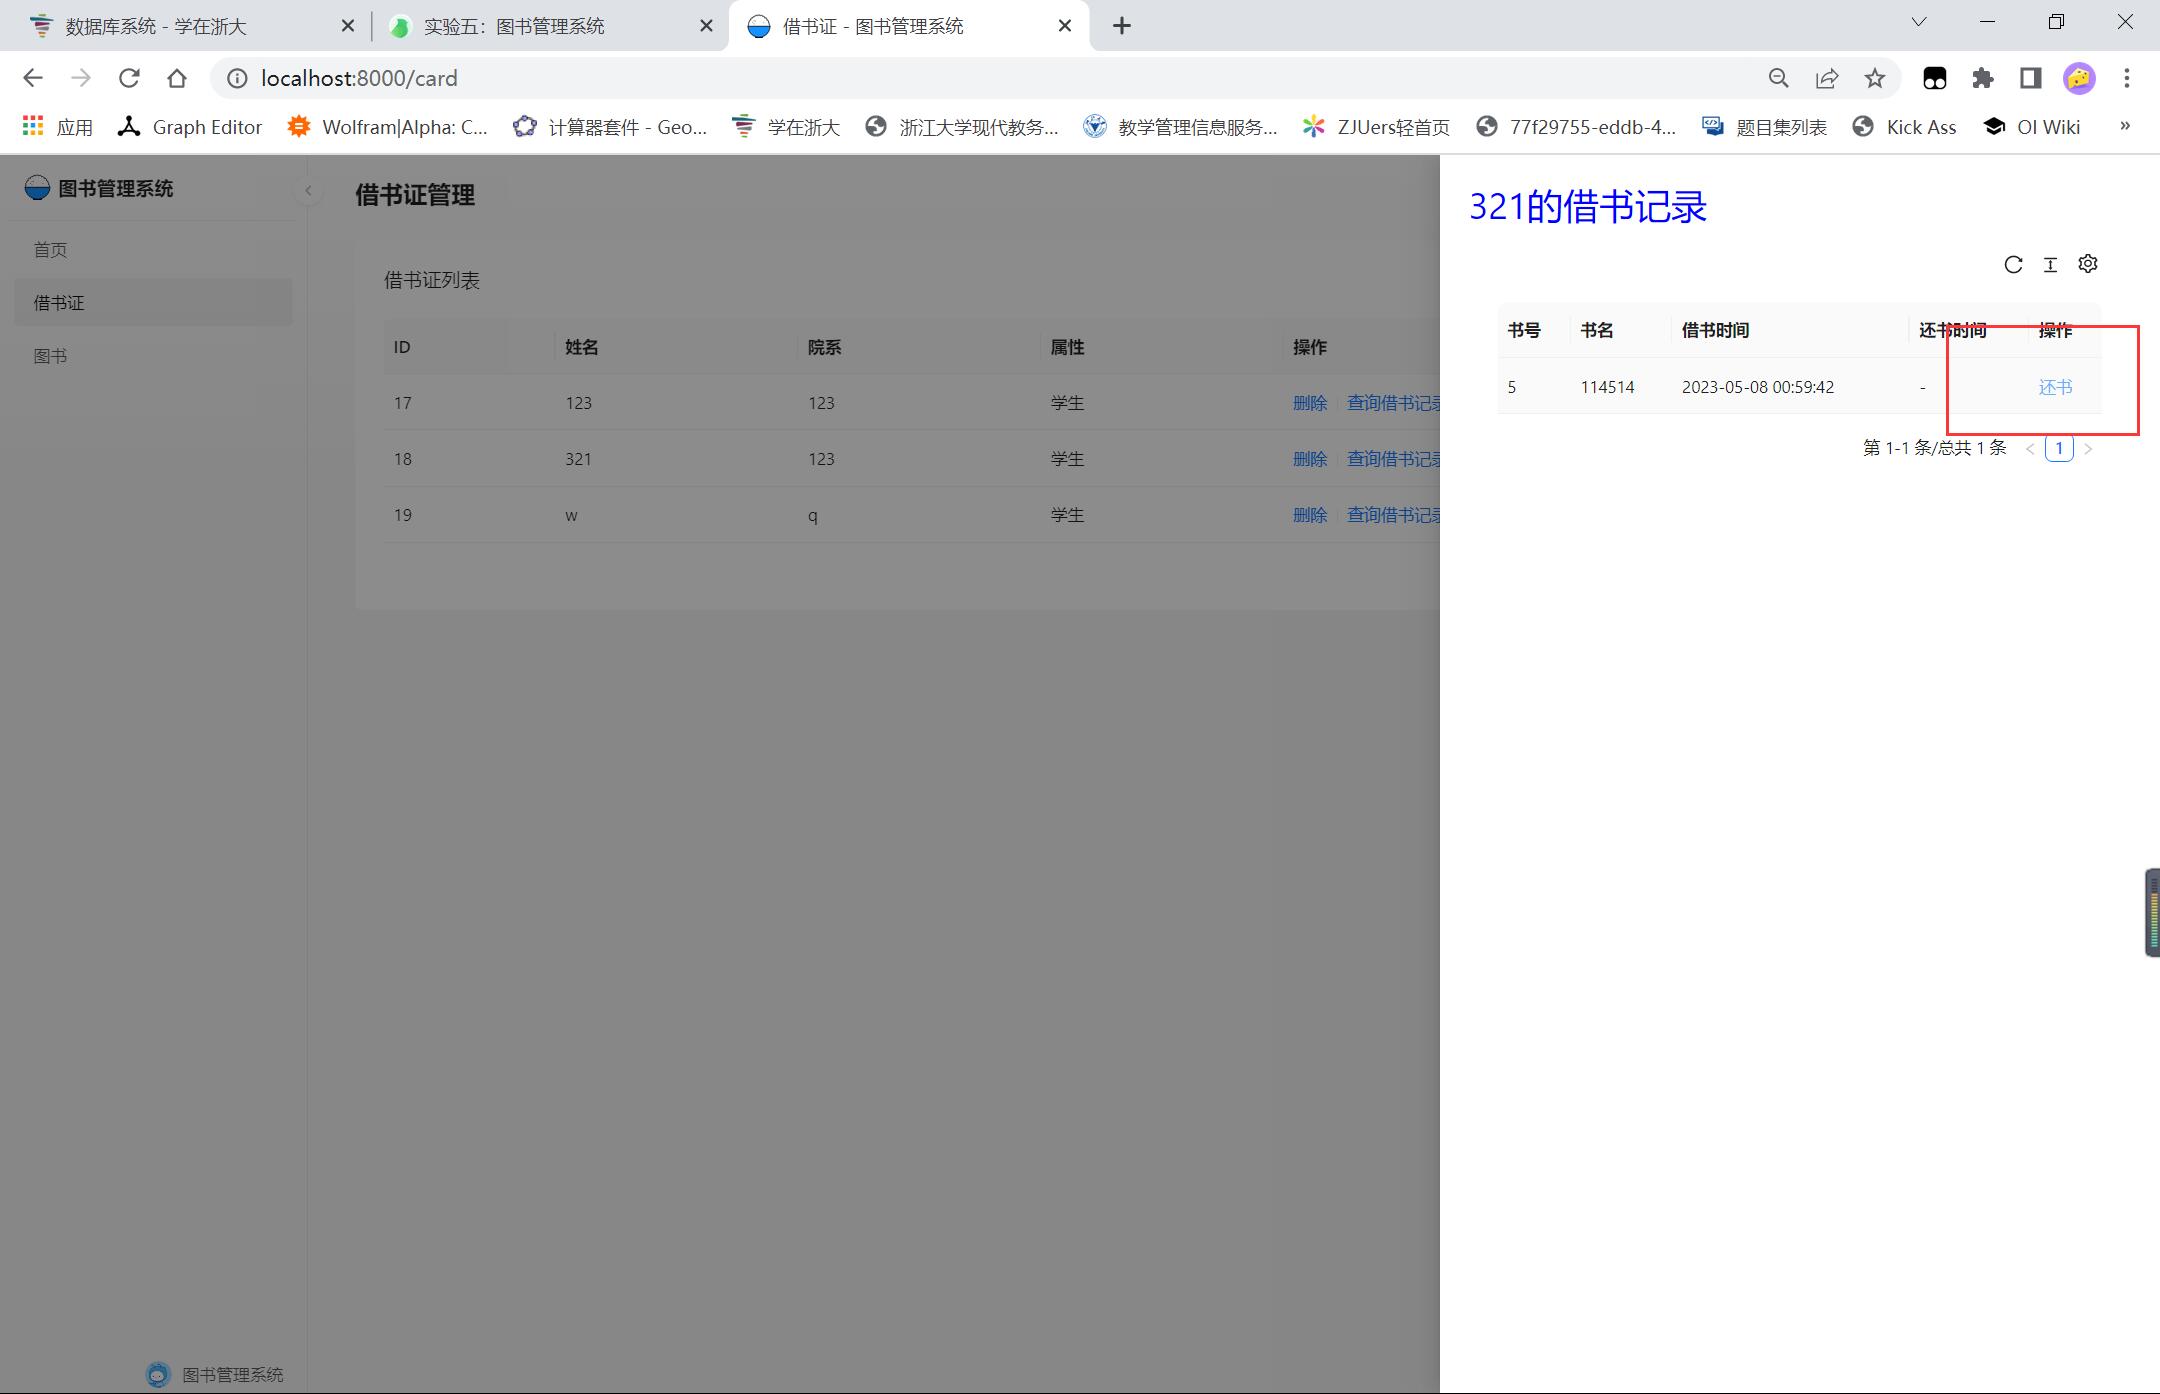 数据库系统 - 学在浙大
实验五：图书管理系统
借书证 - 图书管理系统
localhost:8000/card
应用
Graph Editor
Wolfram|Alpha: C...
计算器套件 - Geo...
学在浙大
浙江大学现代教务...
教学管理信息服务...
ZJUers轻首页
77f29755-eddb-4...
题目集列表
Kick Ass
OI Wiki
»
图书管理系统
首页
借书证
图书
借书证管理
借书证列表
ID 姓名 院系 属性 操作
17 123 123 学生 删除 查询借书记录
18 321 123 学生 删除 查询借书记录
19 w q 学生 删除 查询借书记录
321的借书记录
书号 书名 借书时间 还书时间 操作
5 114514 2023-05-08 00:59:42 - 还书
第 1-1 条/总共 1 条 < 1 >
图书管理系统